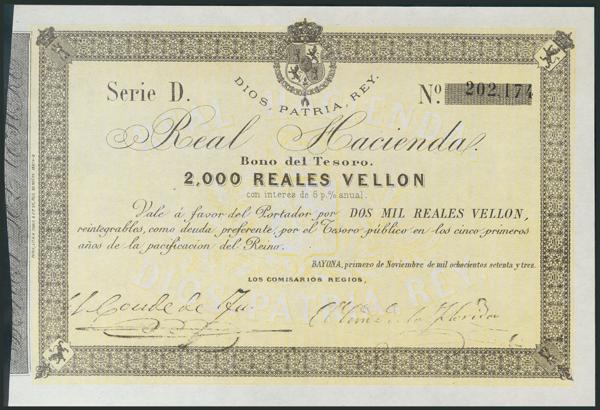 DIOS, PATRIA, REY.
Serie D.
N.º 202,174
Real Hacienda.
Bono del Tesoro.
2,000 REALES VELLON
con interes de 6 p.% anual.
Vale á favor del Portador por DOS MIL REALES VELLON,
reintegrables, como deuda preferente, por el Tesoro público en los cinco primeros
años de la pacificacion del Reino.
BAYONA, primero de Noviembre de mil ochocientos setenta y tres.
LOS COMISARIOS REGIOS,
DIOS, PATRIA, REY